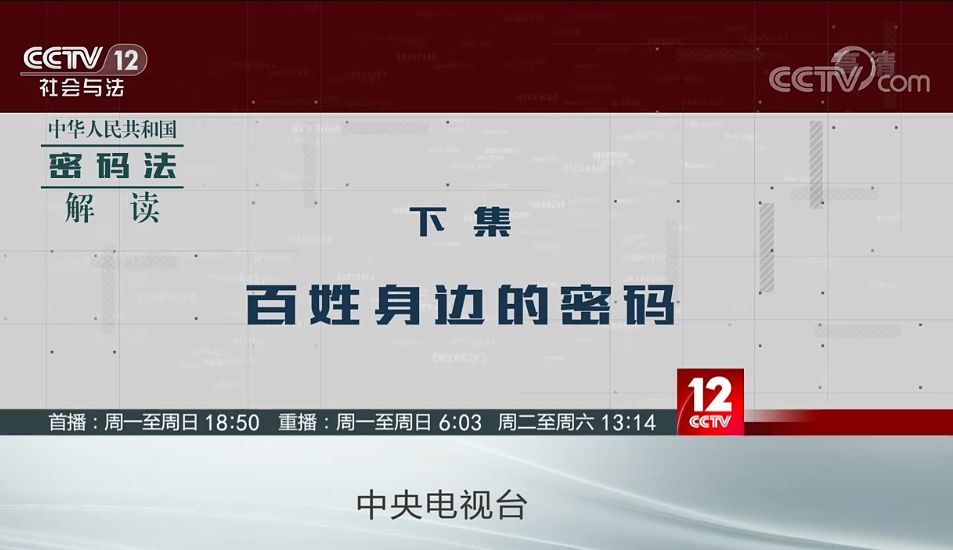 CCTV 12
社会与法
高清
CCTV.com
中华人民共和国
密码法
解读
下集
百姓身边的密码
首播：周一至周日 18:50 重播：周一至周日 6:03 周二至周六 13:14
12
CCTV
中央电视台